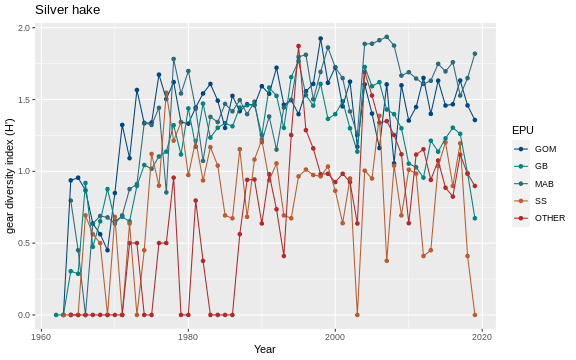 Silver hake
gear diversity index (H')
2.0
1.5
1.0
0.5
0.0
1960
1980
2000
2020
Year
EPU
GOM
GB
MAB
SS
OTHER